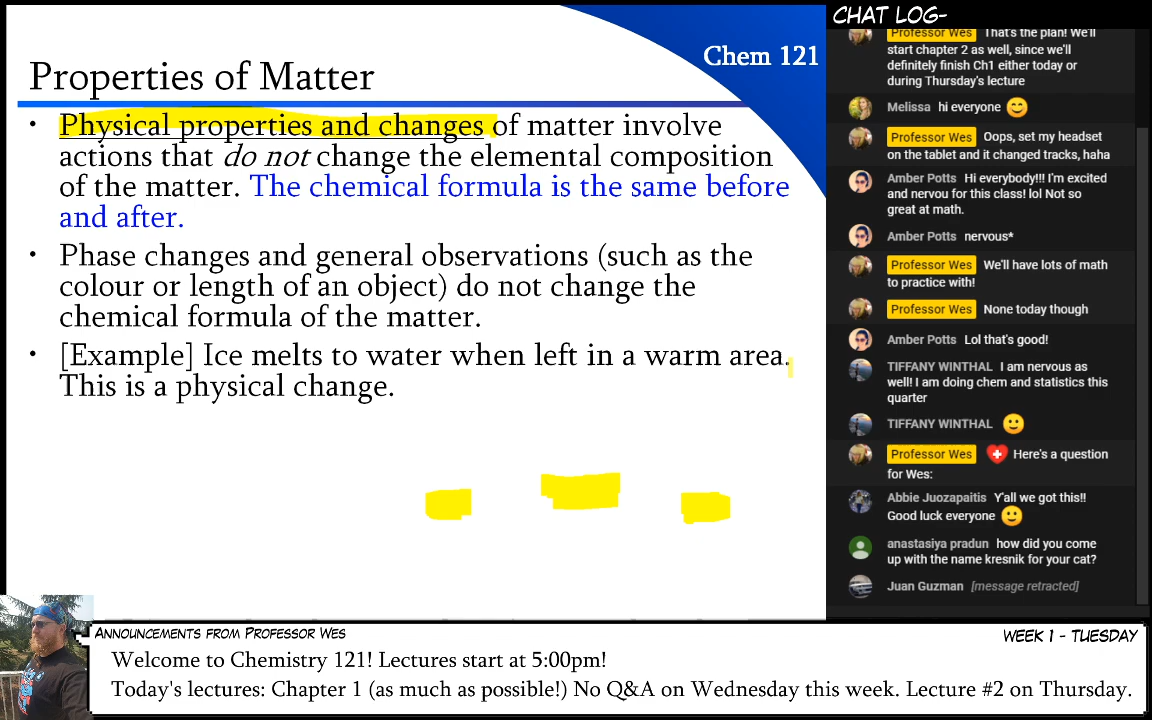 Chem 121
Properties of Matter
• Physical properties and changes of matter involve
actions that do not change the elemental composition
of the matter. The chemical formula is the same before
and after.
• Phase changes and general observations (such as the
colour or length of an object) do not change the
chemical formula of the matter.
• [Example] Ice melts to water when left in a warm area.
This is a physical change.
CHAT LOG-
Professor Wes That's the plan! We'll
start chapter 2 as well, since we'll
definitely finish Ch1 either today or
during Thursday's lecture
Melissa hi everyone 😊
Professor Wes Oops, set my headset
on the tablet and it changed tracks, haha
Amber Potts Hi everybody!!! I'm excited
and nervou for this class! lol Not so
great at math.
Amber Potts nervous*
Professor Wes We'll have lots of math
to practice with!
Professor Wes None today though
Amber Potts Lol that's good!
TIFFANY WINTHAL I am nervous as
well! I am doing chem and statistics this
quarter
TIFFANY WINTHAL 🙂
Professor Wes Here's a question
for Wes:
Abbie Juozapaitis Y'all we got this!!
Good luck everyone 🙂
anastasiya pradun how did you come
up with the name kresnik for your cat?
Juan Guzman [message retracted]
ANNOUNCEMENTS FROM PROFESSOR WES
WEEK 1 - TUESDAY
Welcome to Chemistry 121! Lectures start at 5:00pm!
Today's lectures: Chapter 1 (as much as possible!) No Q&A on Wednesday this week. Lecture #2 on Thursday.